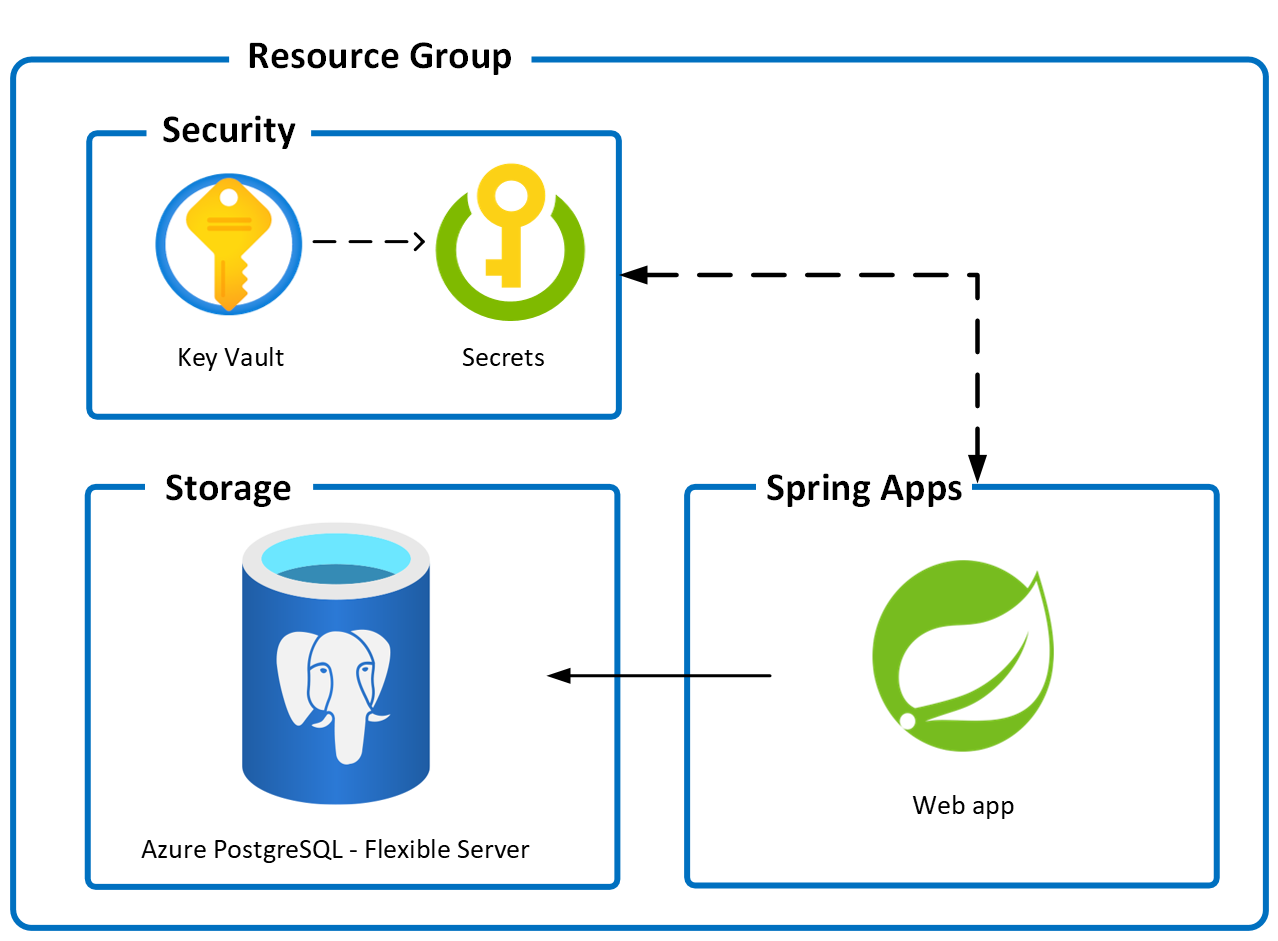 Resource Group
Security
Key Vault
Secrets
Storage
Spring Apps
Web app
Azure PostgreSQL - Flexible Server